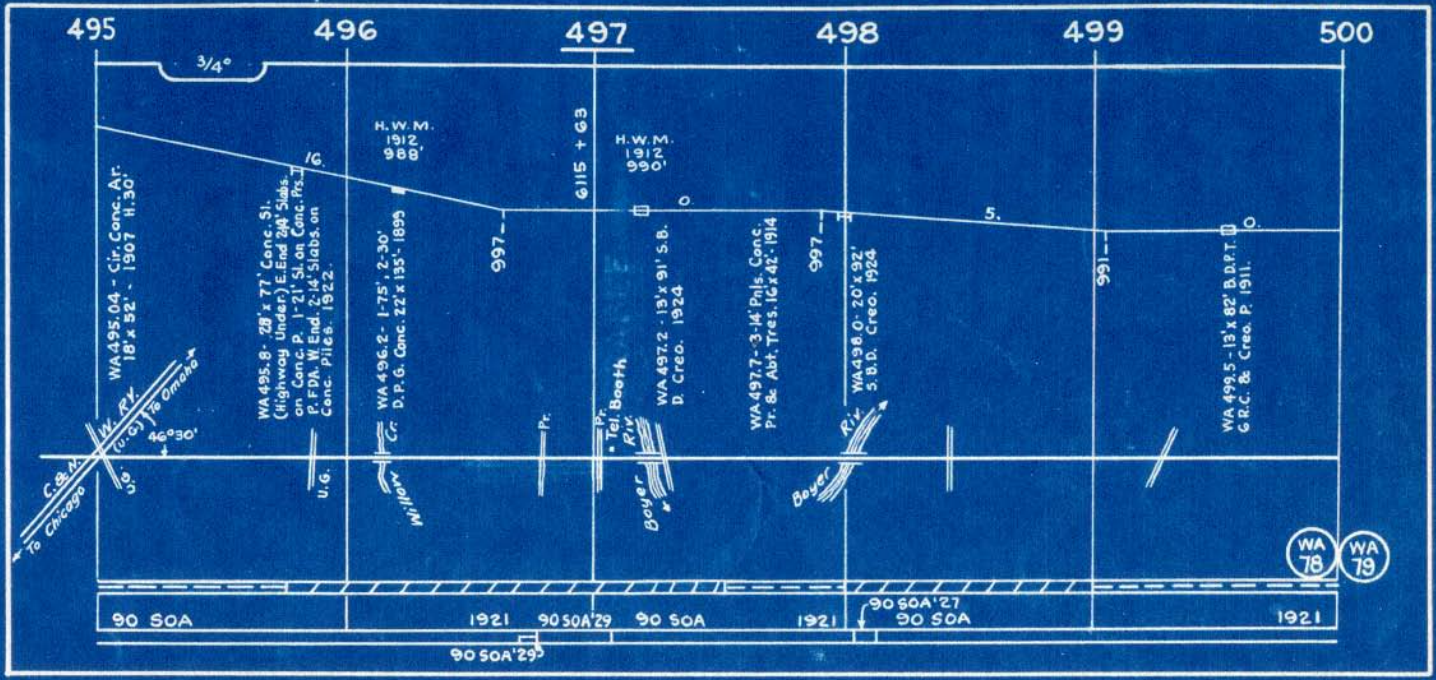 495 496 497 498 499 500
3/4°
H.W.M.
1912
988'
H.W.M.
1912
990'
16.
0
5.
0.
6115 + 63
997
997
991
WA 495.04 - Cir. Conc. Ar.
18' x 52' - 1907 H.30'
WA 495.8 - 28' x 77' Conc. Sl.
(Highway Under) E. End 2-14' Slabs.
on Conc. P. 1-21' Sl. on Conc. Prs.
P. FDA. W. End. 2-14' Slabs. on
Conc. Piles. 1922.
WA 496.2 - 1-75', 2-30'
D. P. G. Conc. 22' x 135' - 1899
WA 497.2 - 13' x 91' S.B.
D. Creo. 1924
WA 497.7 - 3-14' Pnls. Conc.
Pr. & Abt. Tres. 16 x 42' - 1914
WA 498.0 - 20' x 92'
S.B.D. Creo. 1924
WA 499.5 - 13' x 82' B.D.P.T.
6 R.C. & Creo. P. 1911.
C. & N. W. RY.
(U.G.)
To Omaha
To Chicago
46°30'
U.G.
U.G.
Willow Cr.
Pr.
Pr.
Tel. Booth
Boyer Riv.
Boyer Riv.
WA
78
WA
79
90 SOA 1921 90 SOA'29 90 SOA 1921 90 SOA'27 90 SOA 1921
90 SOA'29